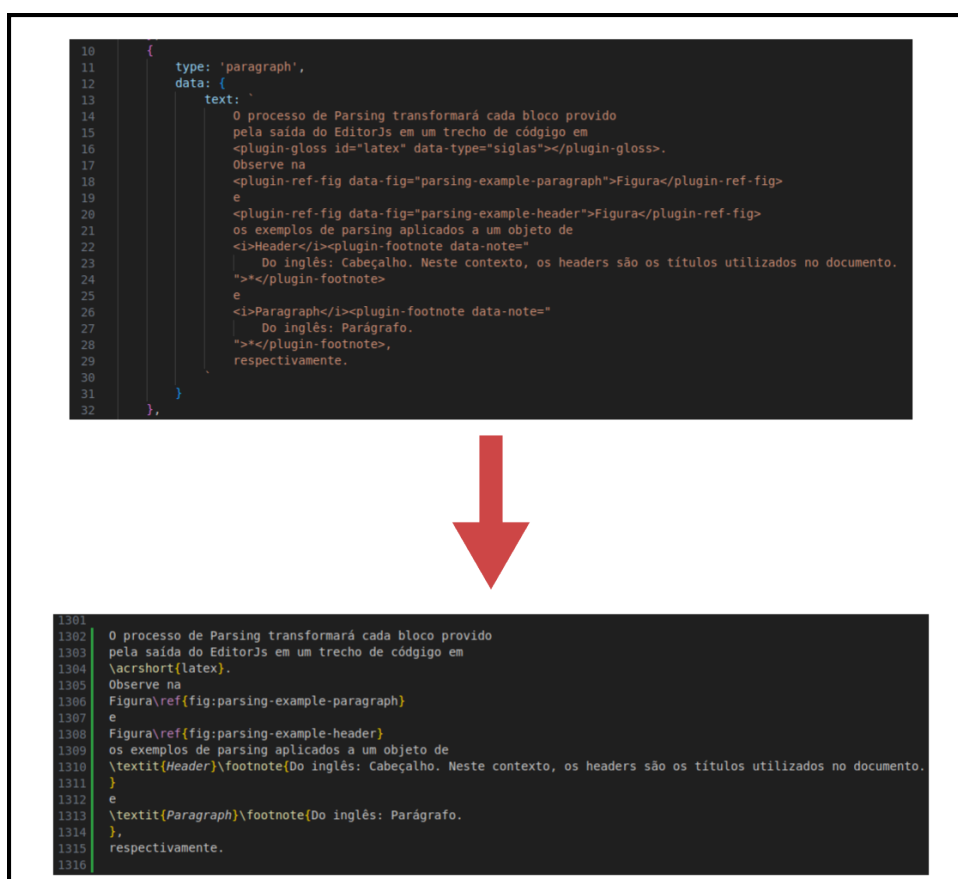 10 {
11 type: 'paragraph',
12 data: {
13 text: `
14 O processo de Parsing transformará cada bloco provido
15 pela saída do EditorJs em um trecho de códgigo em
16 <plugin-gloss id="latex" data-type="siglas"></plugin-gloss>.
17 Observe na
18 <plugin-ref-fig data-fig="parsing-example-paragraph">Figura</plugin-ref-fig>
19 e
20 <plugin-ref-fig data-fig="parsing-example-header">Figura</plugin-ref-fig>
21 os exemplos de parsing aplicados a um objeto de
22 <i>Header</i><plugin-footnote data-note="
23 Do inglês: Cabeçalho. Neste contexto, os headers são os títulos utilizados no documento.
24 ">*</plugin-footnote>
25 e
26 <i>Paragraph</i><plugin-footnote data-note="
27 Do inglês: Parágrafo.
28 ">*</plugin-footnote>,
29 respectivamente.
30 `
31 }
32 },
1301
1302 O processo de Parsing transformará cada bloco provido
1303 pela saída do EditorJs em um trecho de códgigo em
1304 \acrshort{latex}.
1305 Observe na
1306 Figura\ref{fig:parsing-example-paragraph}
1307 e
1308 Figura\ref{fig:parsing-example-header}
1309 os exemplos de parsing aplicados a um objeto de
1310 \textit{Header}\footnote{Do inglês: Cabeçalho. Neste contexto, os headers são os títulos utilizados no documento.
1311 }
1312 e
1313 \textit{Paragraph}\footnote{Do inglês: Parágrafo.
1314 },
1315 respectivamente.
1316